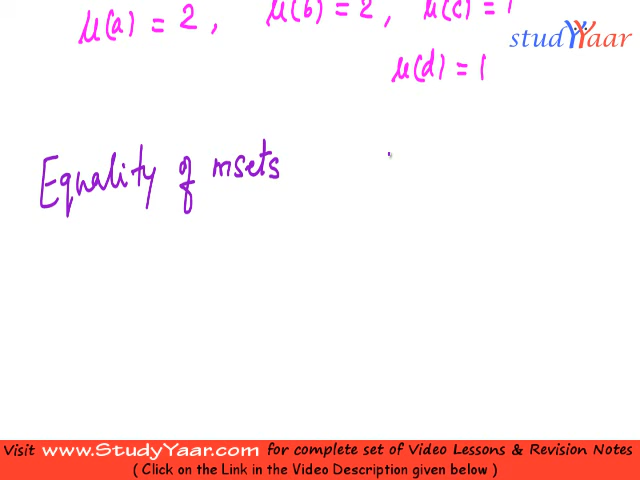 μ(a) = 2, μ(b) = 2, μ(c) = 1
studYYaar
μ(d) = 1
Equality of msets
Visit www.StudyYaar.com for complete set of Video Lessons & Revision Notes
( Click on the Link in the Video Description given below )